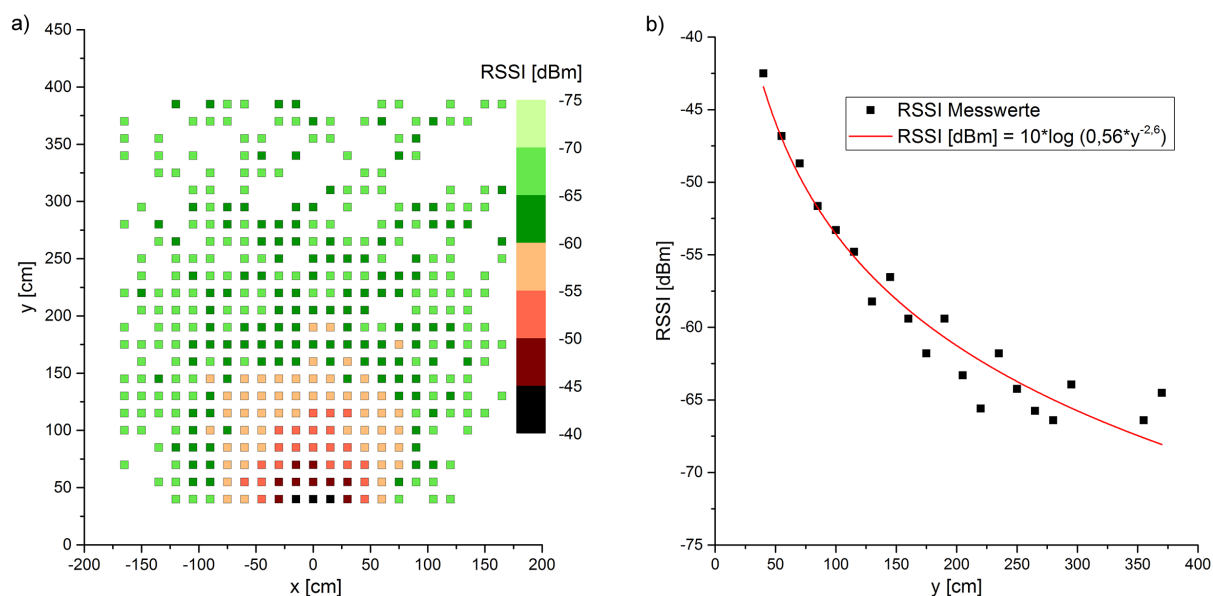 a)
450
400
350
300
250
200
150
100
50
0
y [cm]
-200 -150 -100 -50 0 50 100 150 200
x [cm]
RSSI [dBm]
-75
-70
-65
-60
-55
-50
-45
-40
b)
-40
-45
-50
-55
-60
-65
-70
-75
RSSI [dBm]
0 50 100 150 200 250 300 350 400
y [cm]
RSSI Messwerte
RSSI [dBm] = 10*log (0,56*y^-2,6)